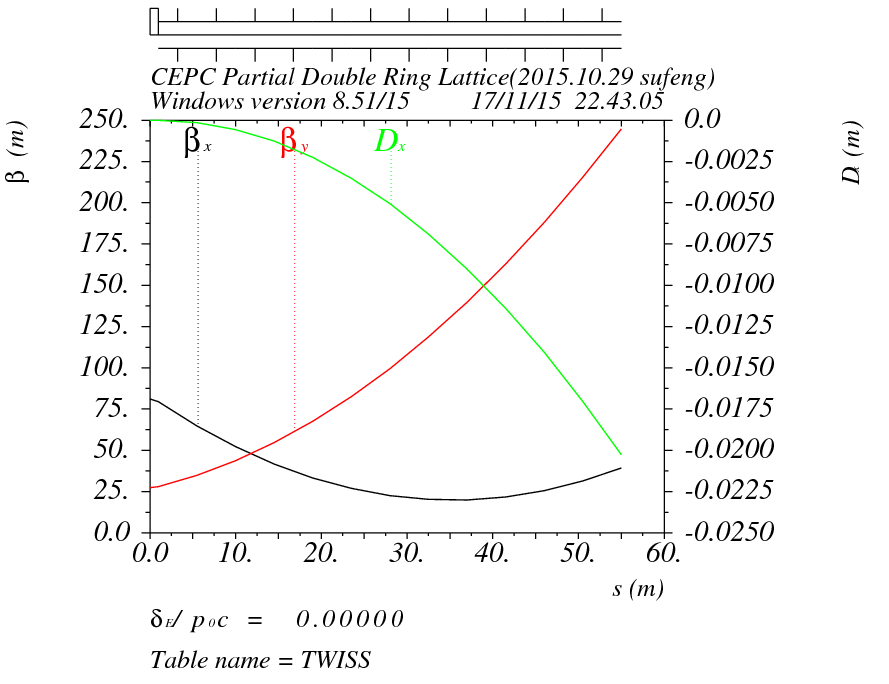 CEPC Partial Double Ring Lattice(2015.10.29 sufeng)
Windows version 8.51/15 17/11/15 22.43.05
β (m)
250.
225.
200.
175.
150.
125.
100.
75.
50.
25.
0.0
βx βy Dx
0.0
-0.0025
-0.0050
-0.0075
-0.0100
-0.0125
-0.0150
-0.0175
-0.0200
-0.0225
-0.0250
Dx (m)
0.0 10. 20. 30. 40. 50. 60.
s (m)
δE/ p0c = 0.00000
Table name = TWISS